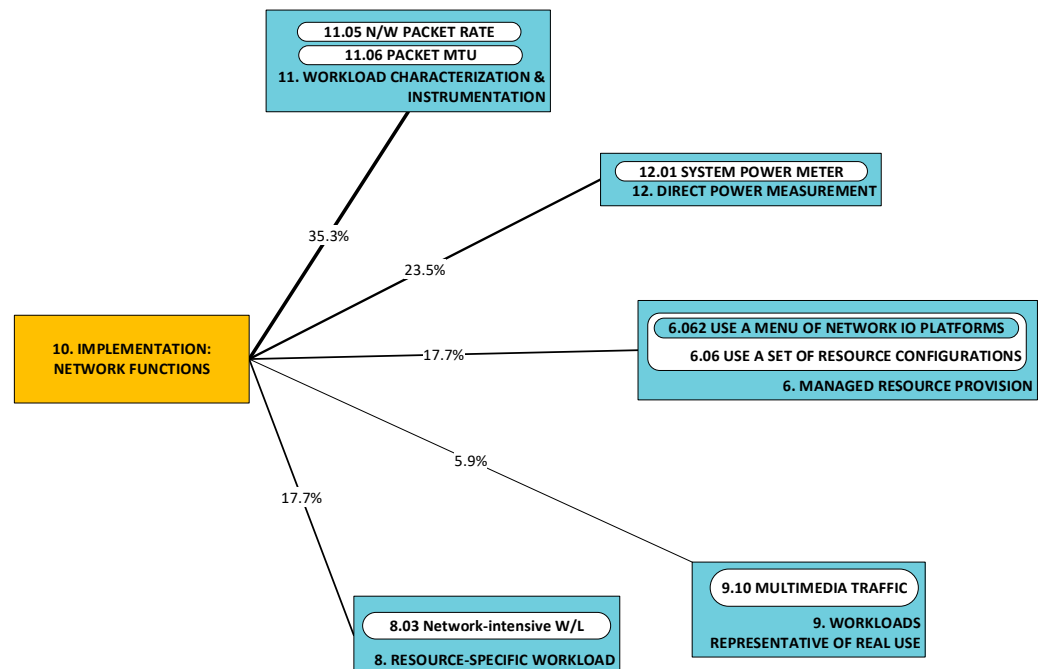 11.05 N/W PACKET RATE
11.06 PACKET MTU
11. WORKLOAD CHARACTERIZATION &
INSTRUMENTATION
12.01 SYSTEM POWER METER
12. DIRECT POWER MEASUREMENT
35.3%
23.5%
6.062 USE A MENU OF NETWORK IO PLATFORMS
6.06 USE A SET OF RESOURCE CONFIGURATIONS
6. MANAGED RESOURCE PROVISION
10. IMPLEMENTATION:
NETWORK FUNCTIONS
17.7%
5.9%
17.7%
9.10 MULTIMEDIA TRAFFIC
9. WORKLOADS
REPRESENTATIVE OF REAL USE
8.03 Network-intensive W/L
8. RESOURCE-SPECIFIC WORKLOAD